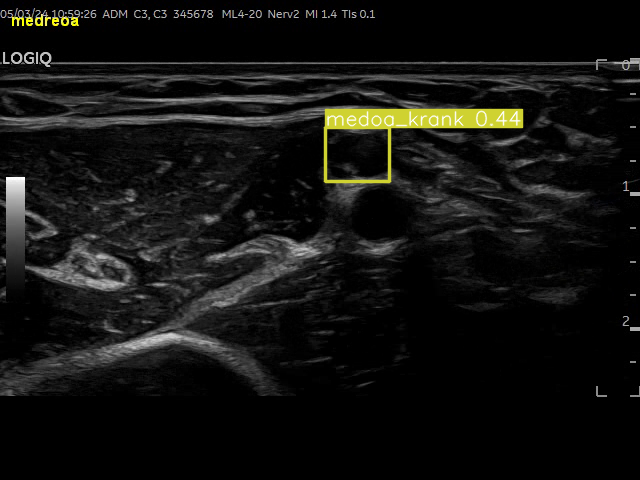 05/03/24 10:59:26 ADM C3, C3 345678 ML4-20 Nerv2 MI 1.4 TIs 0.1
medreoa
LOGIQ
0
medoa_krank 0.44
1
2